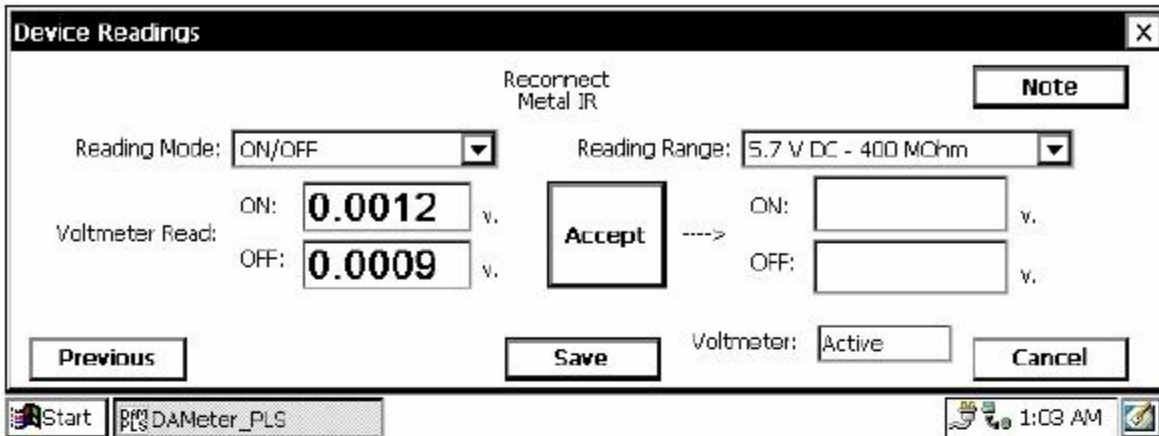 Device Readings
Reconnect
Metal IR
Note
Reading Mode: ON/OFF
Reading Range: 5.7 V DC - 400 MOhm
Voltmeter Read:
ON: 0.0012 v.
OFF: 0.0009 v.
Accept ---->
ON: v.
OFF: v.
Previous
Save
Voltmeter: Active
Cancel
Start
DAMeter_PLS
1:03 AM